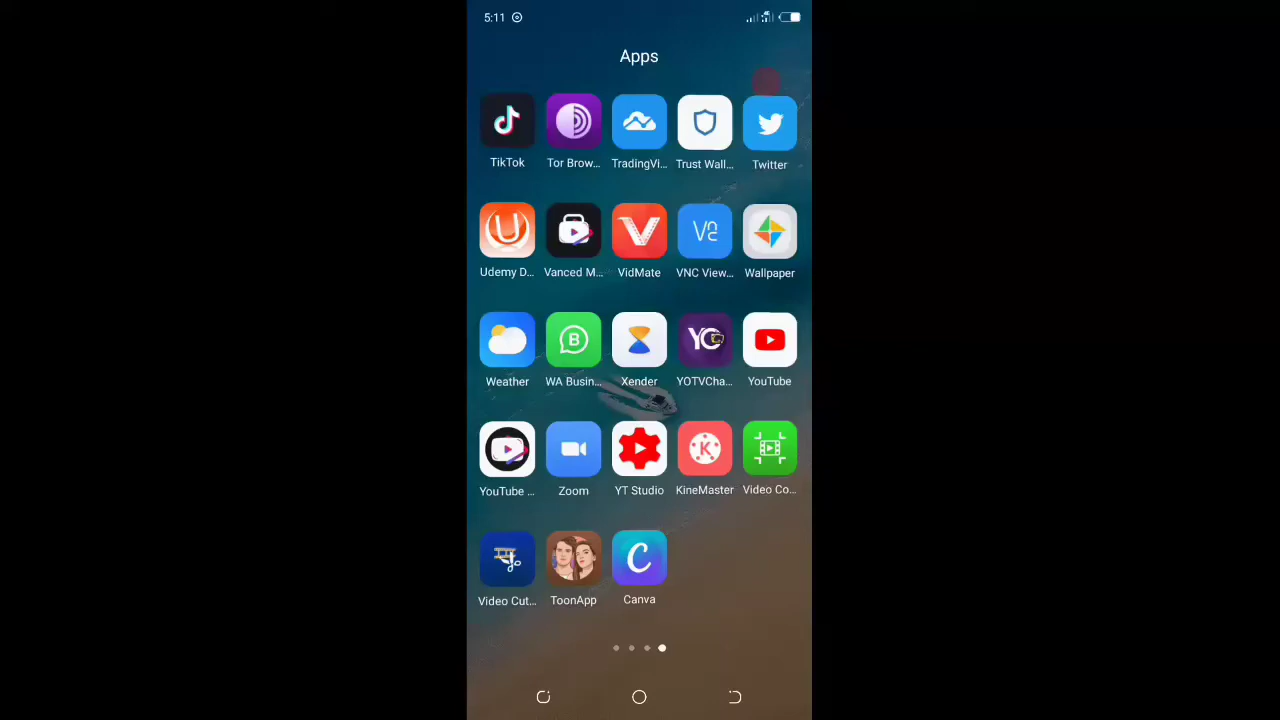 5:11
Apps
TikTok
Tor Brow...
TradingVi...
Trust Wall...
Twitter
Udemy D...
Vanced M...
VidMate
VNC View...
Wallpaper
Weather
WA Busin...
Xender
YOTVCha...
YouTube
YouTube ...
Zoom
YT Studio
KineMaster
Video Co...
Video Cut...
ToonApp
Canva